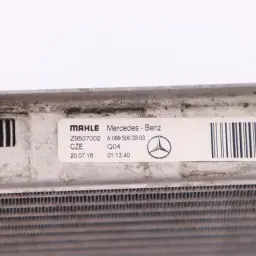 MAHLE Mercedes-Benz
Z9507002 A 099 500 33 03
CZE Q04
20.07.16 01:13:40